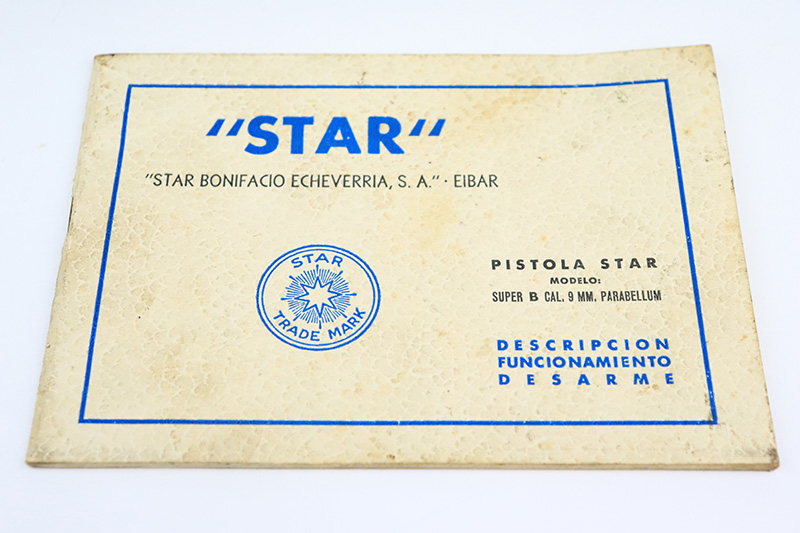 "STAR"
"STAR BONIFACIO ECHEVERRIA, S. A." · EIBAR
STAR
TRADE MARK
PISTOLA STAR
MODELO:
SUPER B CAL. 9 MM. PARABELLUM
DESCRIPCION
FUNCIONAMIENTO
DESARME